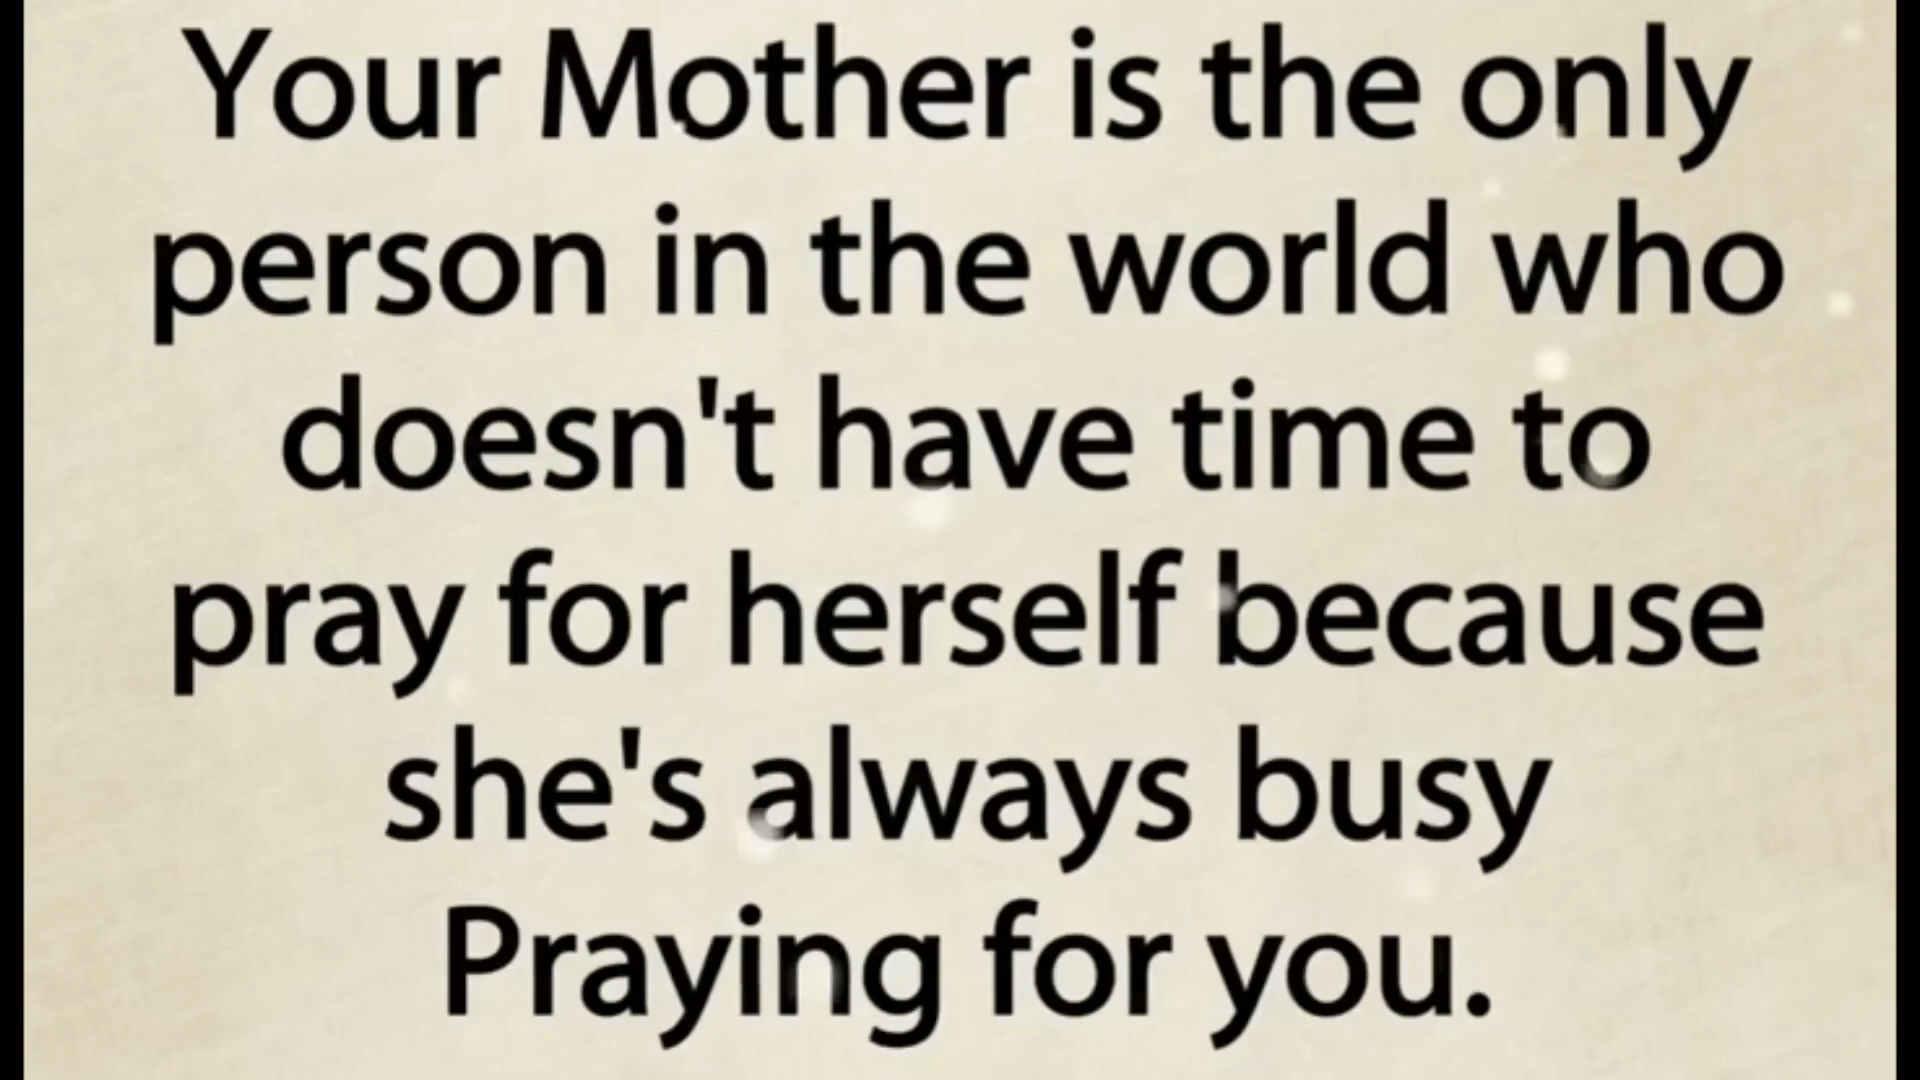 Your Mother is the only
person in the world who
doesn't have time to
pray for herself because
she's always busy
Praying for you.